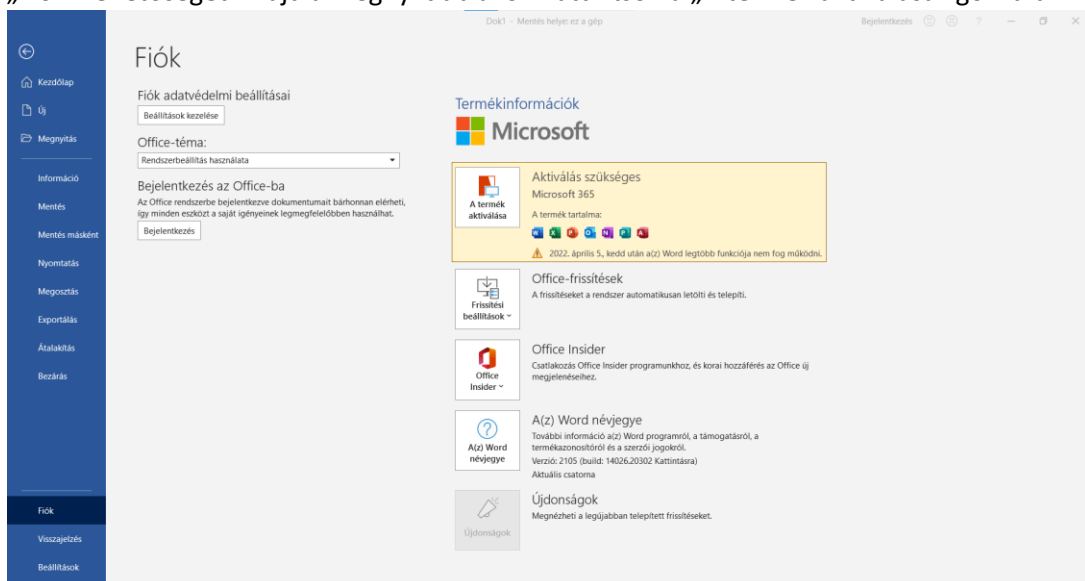 Dok1 - Mentés helye: ez a gép
Bejelentkezés
?
Fiók
Kezdőlap
Új
Megnyitás
Információ
Mentés
Mentés másként
Nyomtatás
Megosztás
Exportálás
Átalakítás
Bezárás
Fiók
Visszajelzés
Beállítások
Fiók adatvédelmi beállításai
Beállítások kezelése
Office-téma:
Rendszerbeállítás használata
Bejelentkezés az Office-ba
Az Office rendszerbe bejelentkezve dokumentumait bárhonnan elérheti,
így minden eszközt a saját igényeinek legmegfelelőbben használhat.
Bejelentkezés
Termékinformációk
Microsoft
A termék
aktiválása
Aktiválás szükséges
Microsoft 365
A termék tartalma:
2022. április 5., kedd után a(z) Word legtöbb funkciója nem fog működni.
Frissítési
beállítások
Office-frissítések
A frissítéseket a rendszer automatikusan letölti és telepíti.
Office
Insider
Office Insider
Csatlakozás Office Insider programunkhoz, és korai hozzáférés az Office új
megjelenéseihez.
A(z) Word
névjegye
A(z) Word névjegye
További információ a(z) Word programról, a támogatásról, a
termékazonosítóról és a szerzői jogokról.
Verzió: 2105 (build: 14026.20302 Kattintásra)
Aktuális csatorna
Újdonságok
Újdonságok
Megnézheti a legújabban telepített frissítéseket.